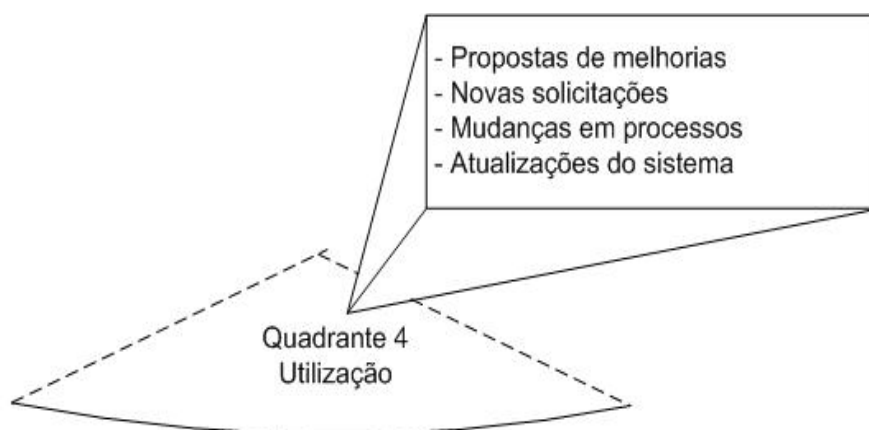 - Propostas de melhorias
- Novas solicitações
- Mudanças em processos
- Atualizações do sistema
Quadrante 4
Utilização